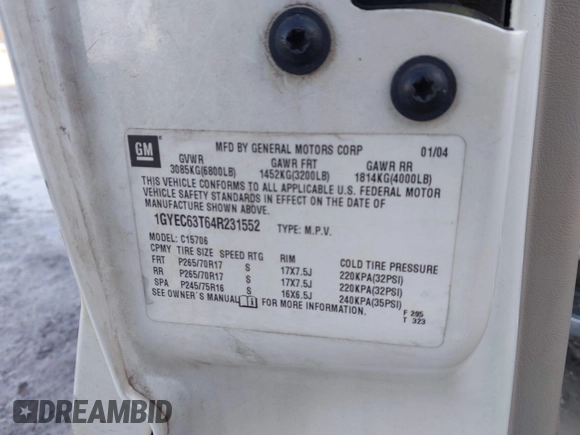 GM
MFD BY GENERAL MOTORS CORP 01/04
GVWR GAWR FRT GAWR RR
3085KG(6800LB) 1452KG(3200LB) 1814KG(4000LB)
THIS VEHICLE CONFORMS TO ALL APPLICABLE U.S. FEDERAL MOTOR
VEHICLE SAFETY STANDARDS IN EFFECT ON THE DATE OF
MANUFACTURE SHOWN ABOVE.
1GYEC63T64R231552 TYPE: M.P.V.
MODEL: C15706
CPMY TIRE SIZE SPEED RTG RIM COLD TIRE PRESSURE
FRT P265/70R17 S 17X7.5J 220KPA(32PSI)
RR P265/70R17 S 17X7.5J 220KPA(32PSI)
SPA P245/75R16 S 16X6.5J 240KPA(35PSI)
SEE OWNER'S MANUAL FOR MORE INFORMATION.
F 295
T 323
DREAMBID